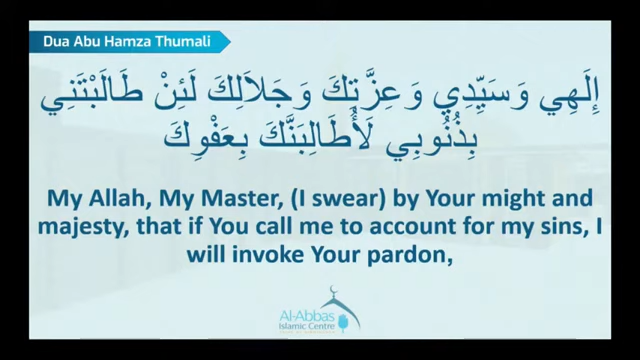 Dua Abu Hamza Thumali
إِلَهِي وَسَيِّدِي وَعِزَّتِكَ وَجَلَالِكَ لَئِنْ طَالَبْتَنِي
بِذُنُوبِي لَأُطَالِبَنَّكَ بِعَفْوِكَ
My Allah, My Master, (I swear) by Your might and
majesty, that if You call me to account for my sins, I
will invoke Your pardon,
Al-Abbas
Islamic Centre